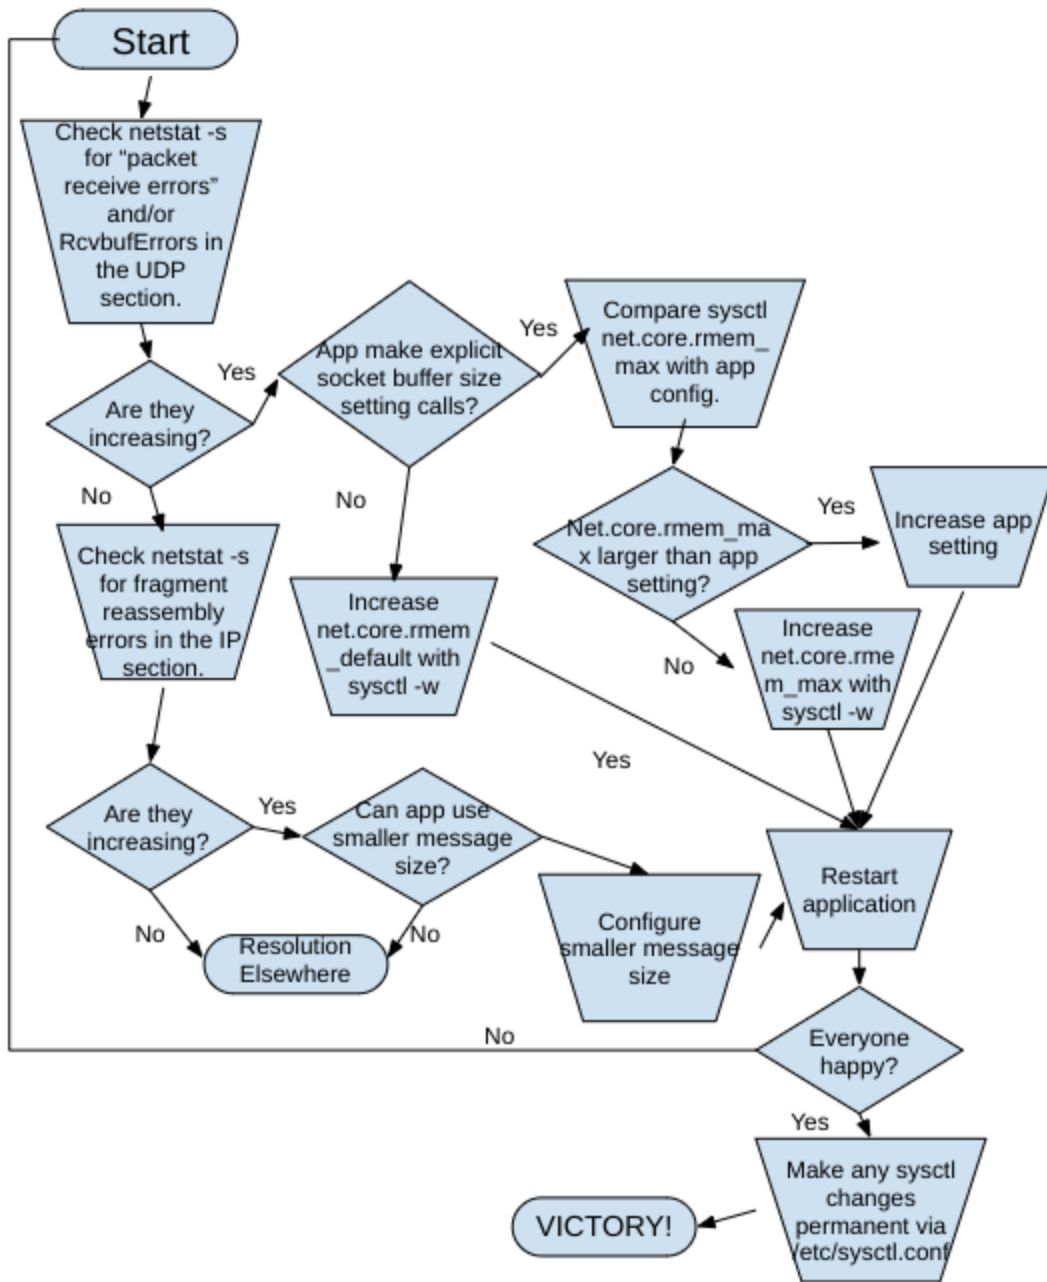 Start
Check netstat -s
for “packet
receive errors”
and/or
RcvbufErrors in
the UDP
section.
Are they
increasing?
Yes
No
App make explicit
socket buffer size
setting calls?
Yes
No
Compare sysctl
net.core.rmem_
max with app
config.
Net.core.rmem_ma
x larger than app
setting?
Yes
No
Increase app
setting
Increase
net.core.rme
m_max with
sysctl -w
Increase
net.core.rmem
_default with
sysctl -w
Check netstat -s
for fragment
reassembly
errors in the IP
section.
Are they
increasing?
Yes
No
Can app use
smaller message
size?
Yes
No
Resolution
Elsewhere
Configure
smaller message
size
Restart
application
Everyone
happy?
No
Yes
Make any sysctl
changes
permanent via
/etc/sysctl.conf
VICTORY!